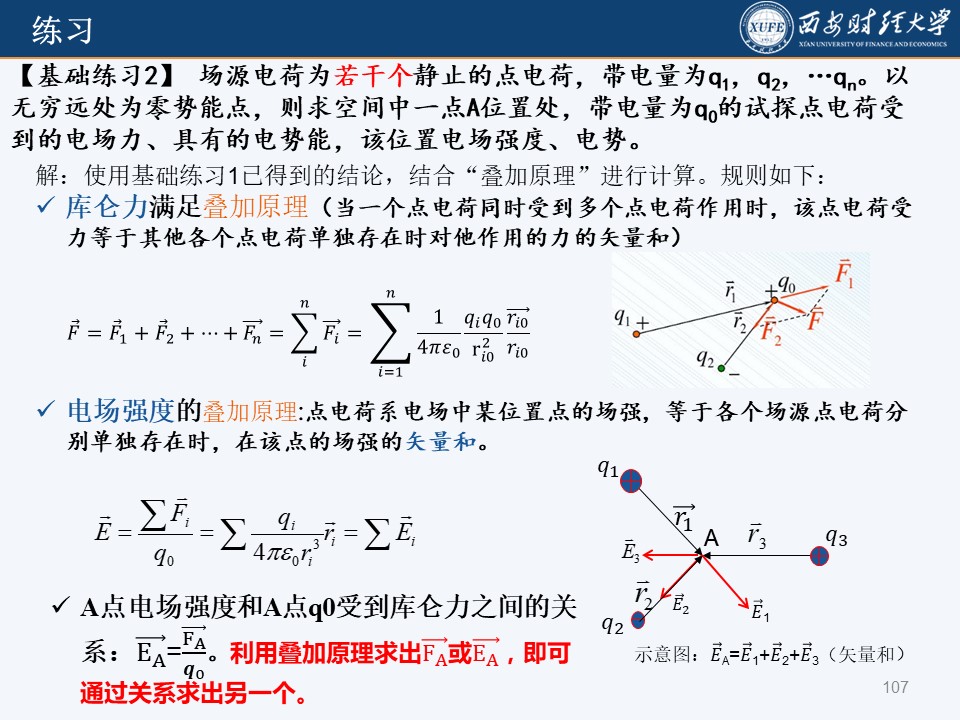 练习
XUFE
西安财经大学
XI'AN UNIVERSITY OF FINANCE AND ECONOMICS
【基础练习2】 场源电荷为若干个静止的点电荷，带电量为q₁，q₂，…qₙ。以
无穷远处为零势能点，则求空间中一点A位置处，带电量为q₀的试探点电荷受
到的电场力、具有的电势能，该位置电场强度、电势。
解：使用基础练习1已得到的结论，结合“叠加原理”进行计算。规则如下：
✓ 库仑力满足叠加原理（当一个点电荷同时受到多个点电荷作用时，该点电荷受
力等于其他各个点电荷单独存在时对他作用的力的矢量和）
$\vec{F} = \vec{F}_1 + \vec{F}_2 + \cdots + \overrightarrow{F_n} = \sum_{i}^{n} \overrightarrow{F_i} = \sum_{i=1}^{n} \frac{1}{4\pi\varepsilon_0} \frac{q_i q_0}{r_{i0}^2} \frac{\overrightarrow{r_{i0}}}{r_{i0}}$
$q_1$ + $\vec{r}_1$ + $q_0$ $\vec{F}_1$
$\vec{r}_2$ $\vec{F}_2$ $\vec{F}$
$q_2$ −
✓ 电场强度的叠加原理:点电荷系电场中某位置点的场强，等于各个场源点电荷分
别单独存在时，在该点的场强的矢量和。
$\vec{E} = \frac{\sum \vec{F}_i}{q_0} = \sum \frac{q_i}{4\pi\varepsilon_0 r_i^3} \vec{r}_i = \sum \vec{E}_i$
$q_1$ +
$\overrightarrow{r_1}$ A $\vec{r}_3$ $q_3$ +
$\vec{E}_3$
$\vec{r}_2$ $\vec{E}_2$ $\vec{E}_1$
$q_2$ -
✓ A点电场强度和A点q0受到库仑力之间的关
系：$\overrightarrow{E_A}$=$\frac{\overrightarrow{F_A}}{q_0}$。利用叠加原理求出$\overrightarrow{F_A}$或$\overrightarrow{E_A}$，即可
通过关系求出另一个。
示意图：$\vec{E}_A$=$\vec{E}_1$+$\vec{E}_2$+$\vec{E}_3$（矢量和）
107